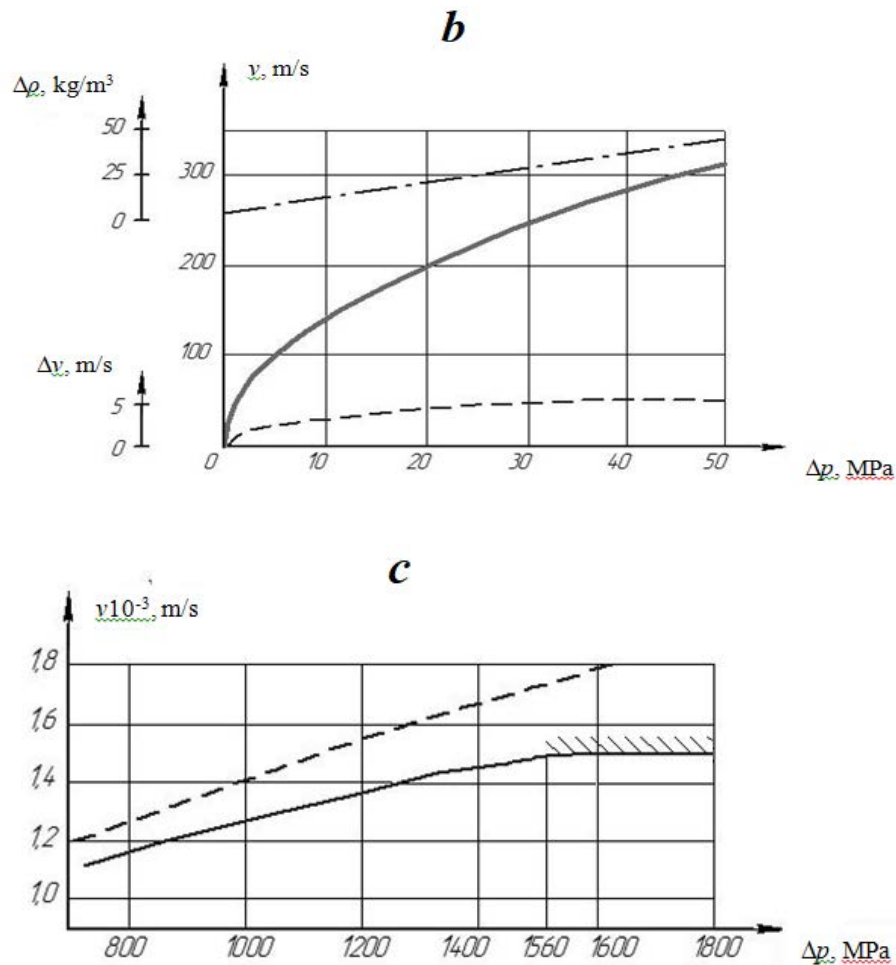 b
Δρ, kg/m³
v, m/s
50
25
0
300
200
100
Δv, m/s
5
0
0 10 20 30 40 50
Δp, MPa
c
v10⁻³, m/s
1,8
1,6
1,4
1,2
1,0
800 1000 1200 1400 1560 1600 1800
Δp, MPa